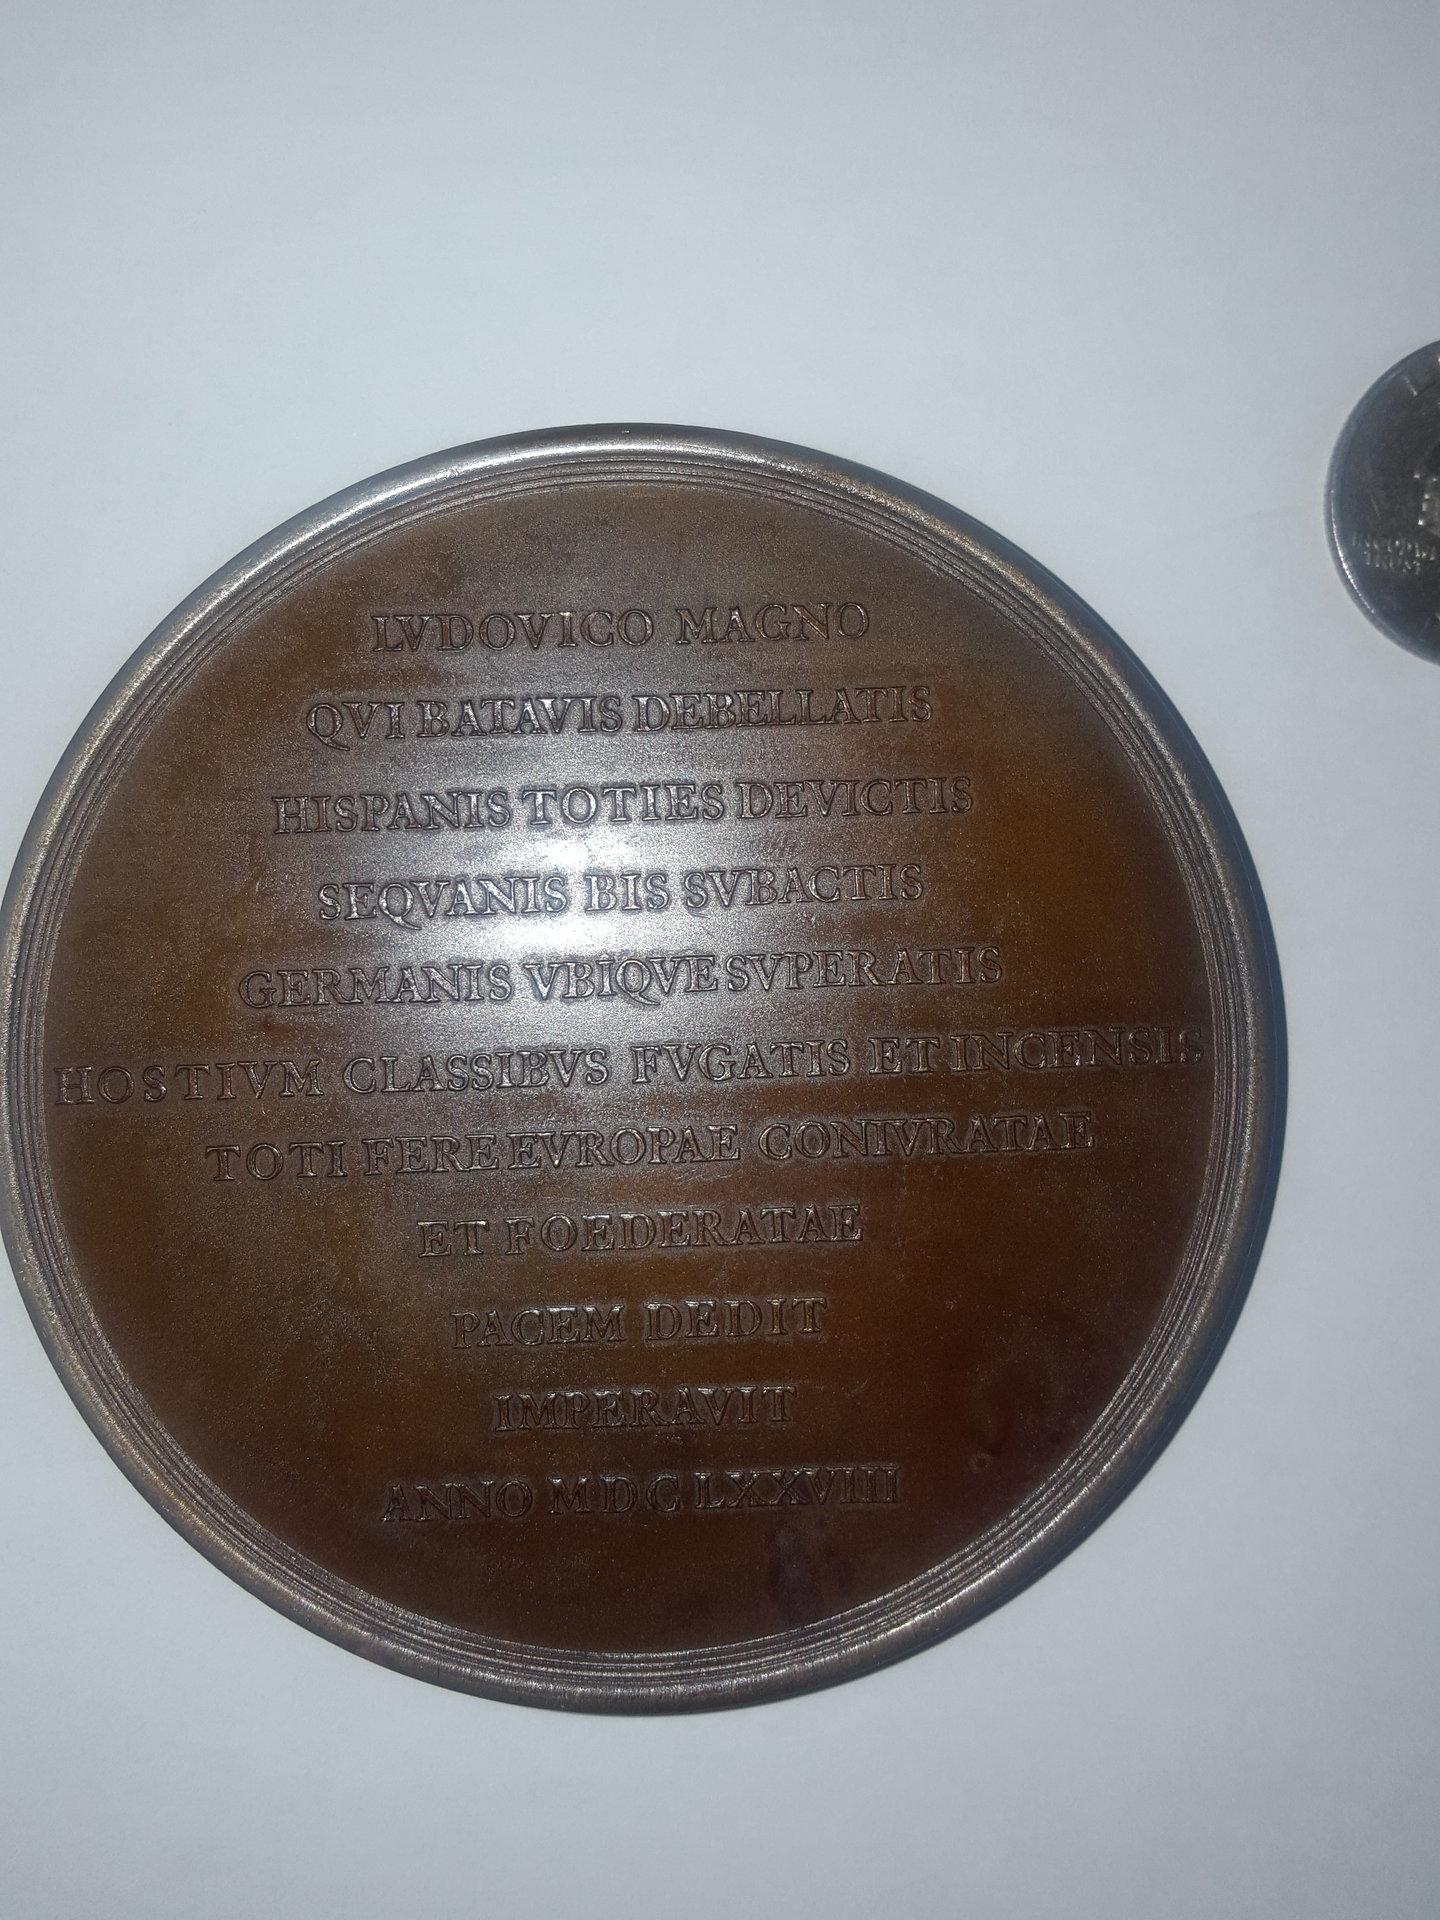 LVDOVICO MAGNO
QVI BATAVIS DEBELLATIS
HISPANIS TOTIES DEVICTIS
SEQVANIS BIS SVBACTIS
GERMANIS VBIQVE SVPERATIS
HOSTIVM CLASSIBVS FVGATIS ET INCENSIS
TOTI FERE EVROPAE CONIVRATAE
ET FOEDERATAE
PACEM DEDIT
IMPERAVIT
ANNO MDCLXXVIII
TRUST